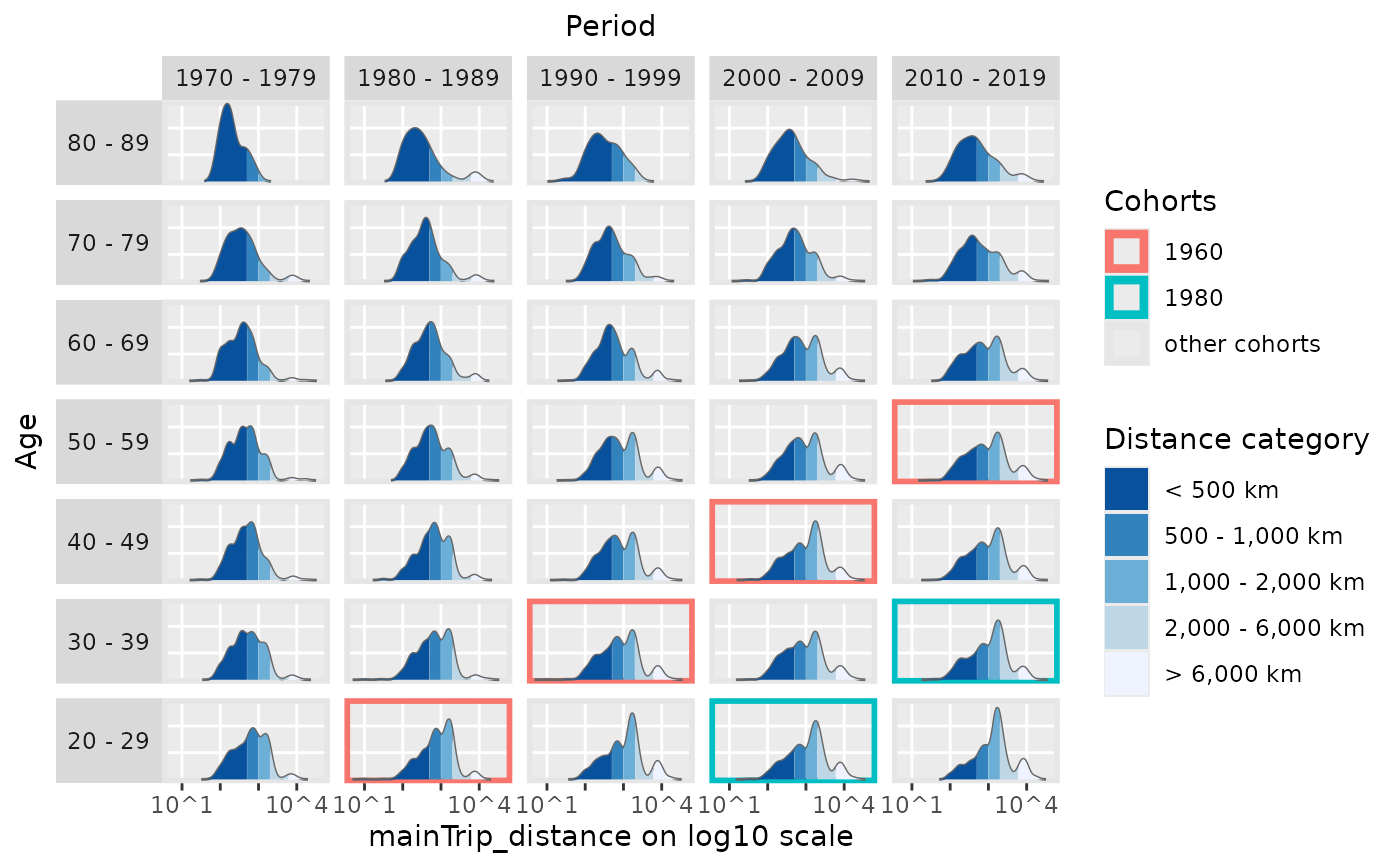 Period
1970 - 1979 1980 - 1989 1990 - 1999 2000 - 2009 2010 - 2019
80 - 89
70 - 79
60 - 69
50 - 59
40 - 49
30 - 39
20 - 29
Age
10^1 10^4 10^1 10^4 10^1 10^4 10^1 10^4 10^1 10^4
mainTrip_distance on log10 scale
Cohorts
1960
1980
other cohorts
Distance category
< 500 km
500 - 1,000 km
1,000 - 2,000 km
2,000 - 6,000 km
> 6,000 km